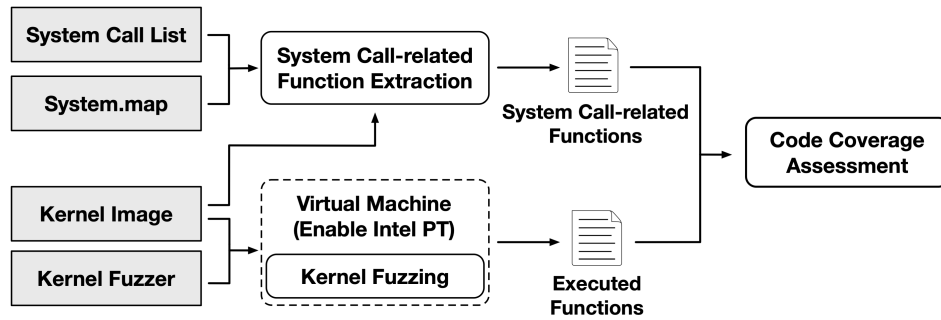 System Call List
System.map
System Call-related
Function Extraction
System Call-related
Functions
Code Coverage
Assessment
Kernel Image
Kernel Fuzzer
Virtual Machine
(Enable Intel PT)
Kernel Fuzzing
Executed
Functions